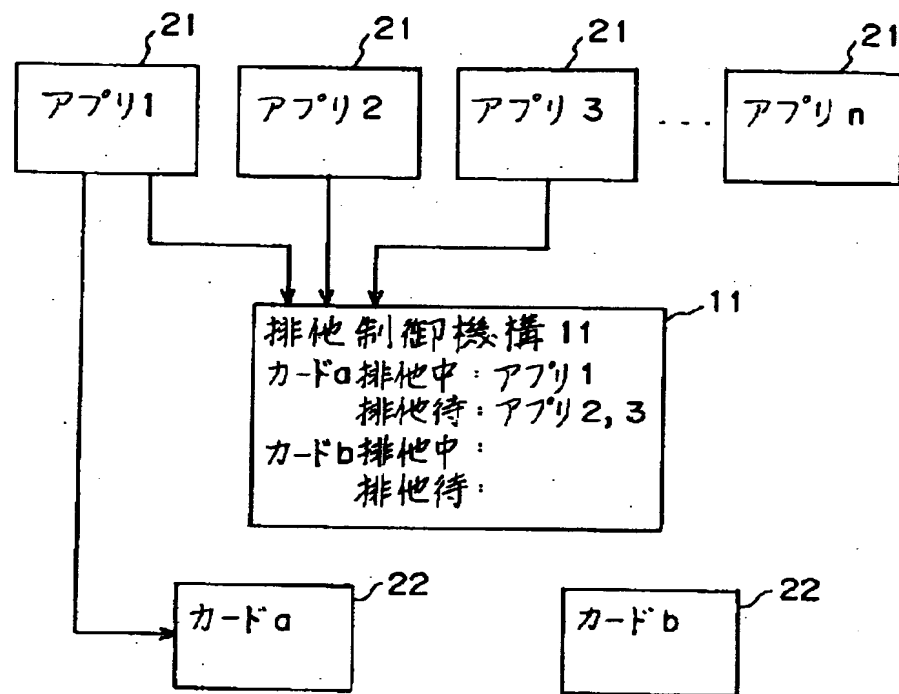 21 21 21 21
アプリ1 アプリ2 アプリ3 .... アプリn
11
排他制御機構11
カードa排他中:アプリ1
排他待:アプリ2,3
カードb排他中:
排他待:
22 22
カードa カードb